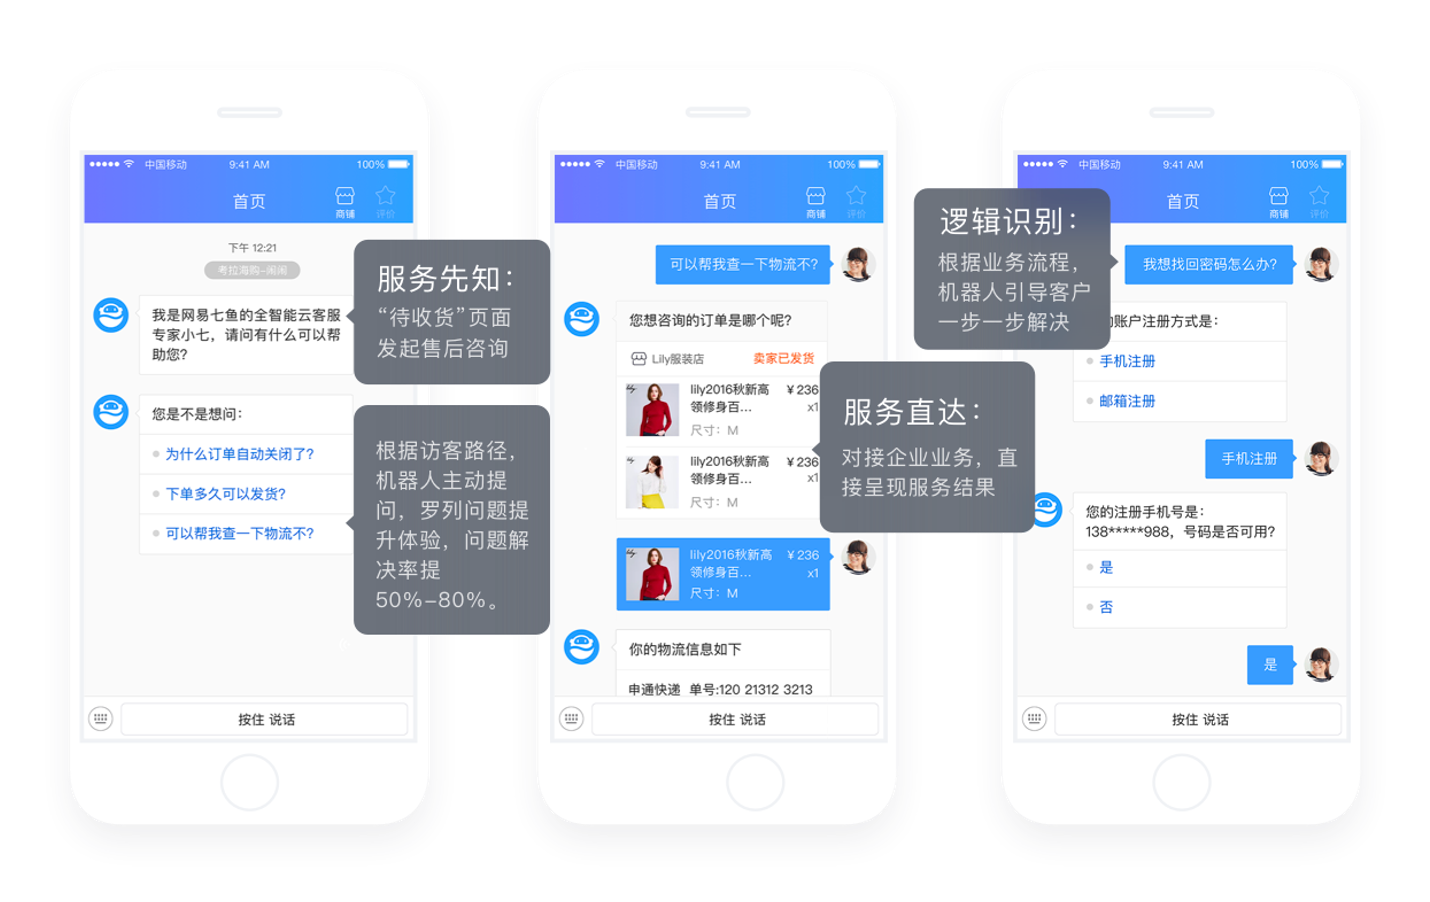 中国移动 9:41 AM 100%
首页
商铺
评价
下午 12:21
考拉海购-闹闹
我是网易七鱼的全智能云客服
专家小七，请问有什么可以帮
助您?
您是不是想问：
为什么订单自动关闭了?
下单多久可以发货?
可以帮我查一下物流不?
按住 说话
服务先知：
“待收货”页面
发起售后咨询
根据访客路径，
机器人主动提
问，罗列问题提
升体验，问题解
决率提
50%-80%。
中国移动 9:41 AM 100%
首页
商铺
评价
可以帮我查一下物流不?
您想咨询的订单是哪个呢?
Lily服装店 卖家已发货
lily2016秋新高 ¥236
领修身百... x1
尺寸：M
lily2016秋新高 ¥236
领修身百... x1
尺寸：M
lily2016秋新高 ¥236
领修身百... x1
尺寸：M
你的物流信息如下
申通快递 单号:120 21312 3213
按住 说话
服务直达：
对接企业业务，直
接呈现服务结果
中国移动 9:41 AM 100%
首页
商铺
评价
逻辑识别：
根据业务流程，
机器人引导客户
一步一步解决
我想找回密码怎么办?
账户注册方式是：
手机注册
邮箱注册
手机注册
您的注册手机号是：
138*****988，号码是否可用?
是
否
是
按住 说话